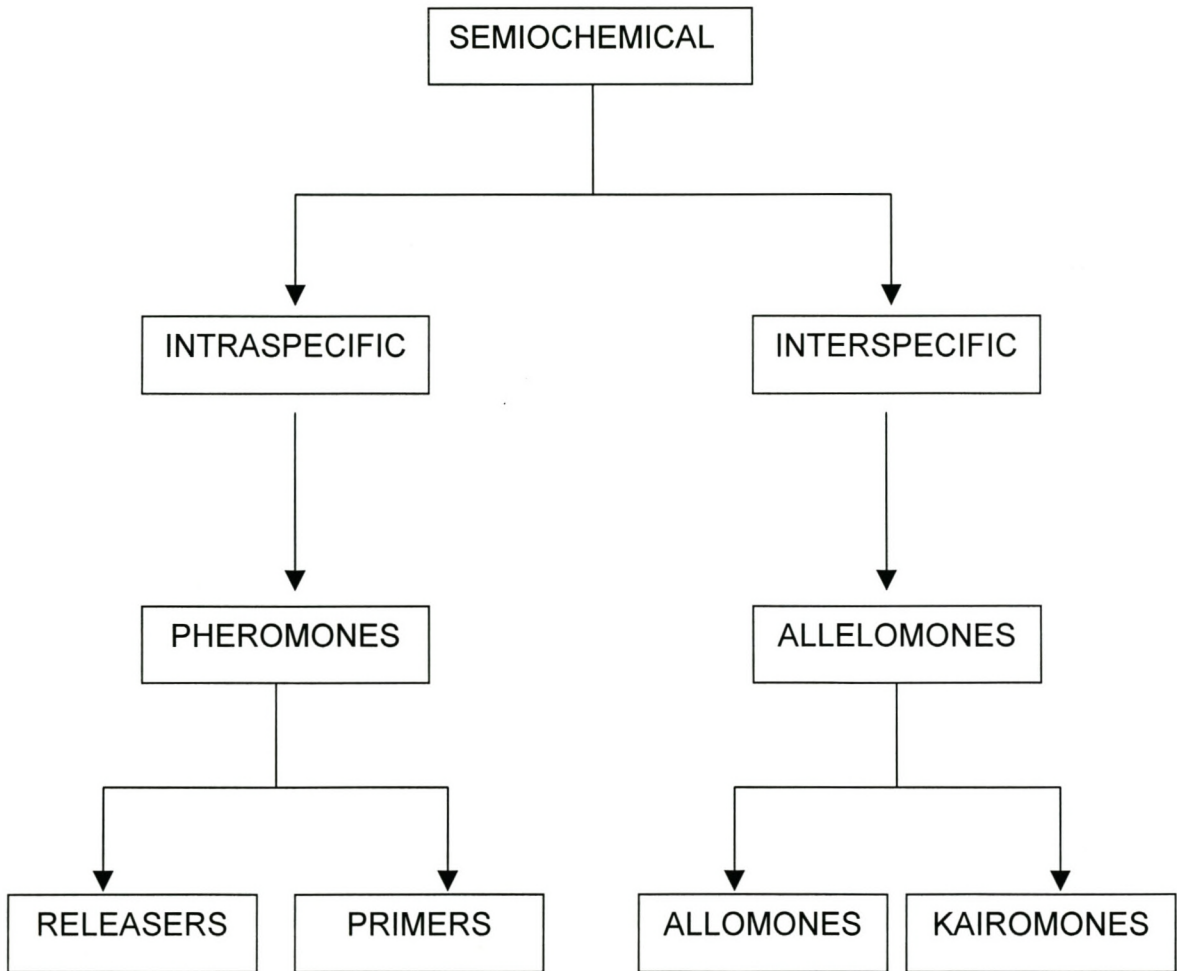 SEMIOCHEMICAL
INTRASPECIFIC
INTERSPECIFIC
PHEROMONES
ALLELOMONES
RELEASERS
PRIMERS
ALLOMONES
KAIROMONES